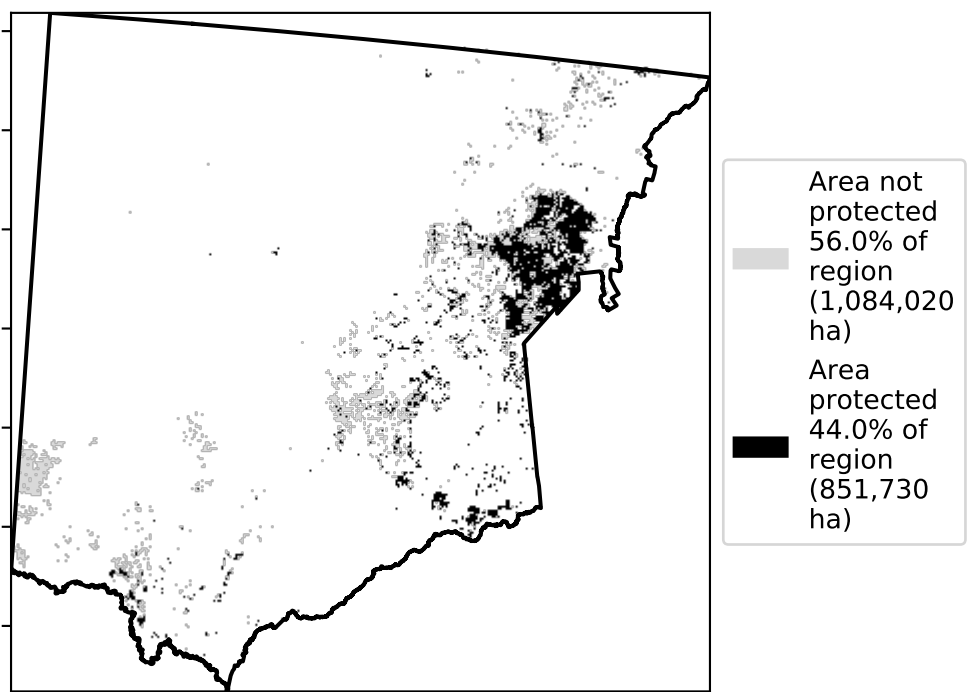 Area not
protected
56.0% of
region
(1,084,020
ha)
Area
protected
44.0% of
region
(851,730
ha)